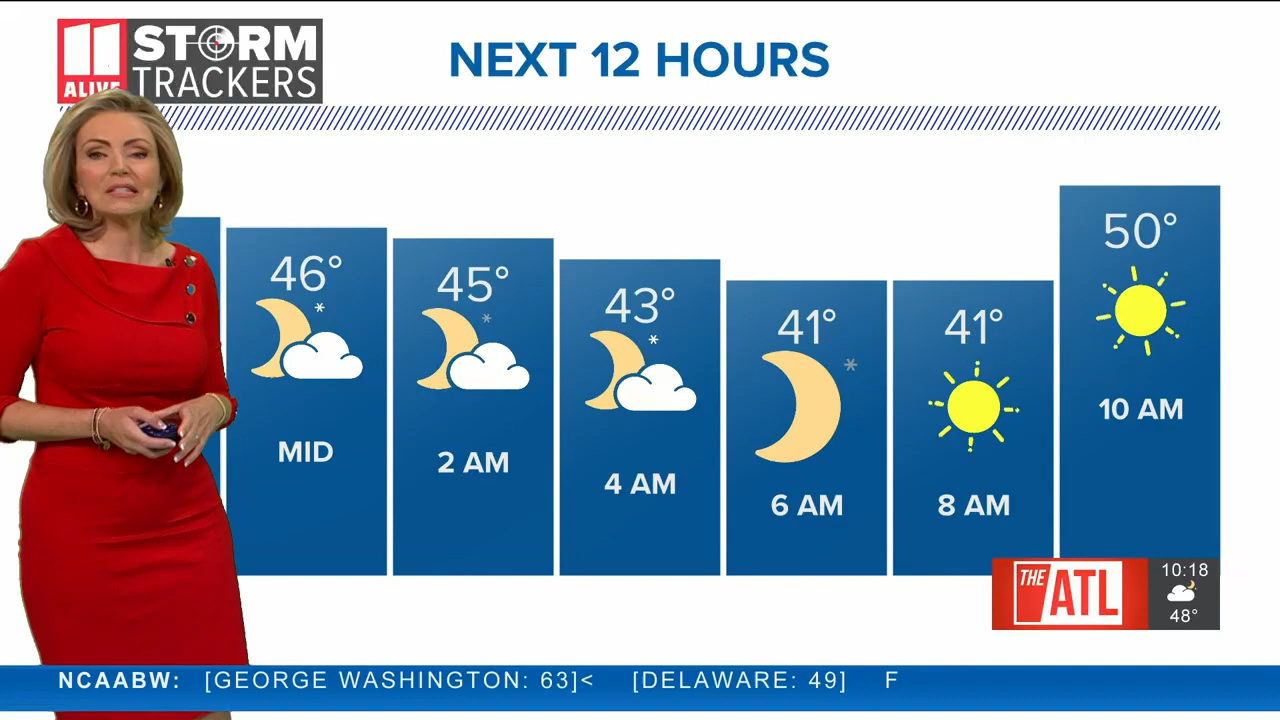 11
ALIVE
STORM
TRACKERS
NEXT 12 HOURS
46°
MID
45°
2 AM
43°
4 AM
41°
6 AM
41°
8 AM
50°
10 AM
THE
ATL
10:18
48°
NCAABW: [GEORGE WASHINGTON: 63]< [DELAWARE: 49] F